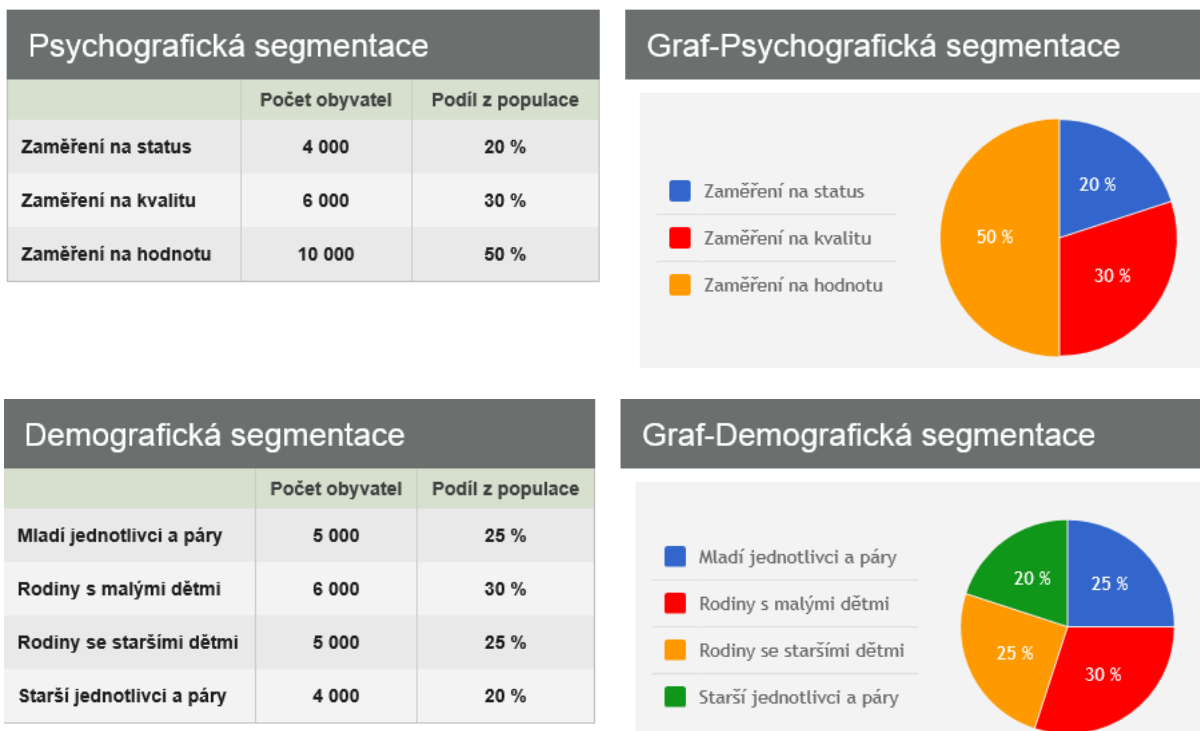 Psychografická segmentace
Počet obyvatel Podíl z populace
Zaměření na status 4 000 20 %
Zaměření na kvalitu 6 000 30 %
Zaměření na hodnotu 10 000 50 %
Graf-Psychografická segmentace
Zaměření na status
Zaměření na kvalitu
Zaměření na hodnotu
20 %
50 %
30 %
Demografická segmentace
Počet obyvatel Podíl z populace
Mladí jednotlivci a páry 5 000 25 %
Rodiny s malými dětmi 6 000 30 %
Rodiny se staršími dětmi 5 000 25 %
Starší jednotlivci a páry 4 000 20 %
Graf-Demografická segmentace
Mladí jednotlivci a páry
Rodiny s malými dětmi
Rodiny se staršími dětmi
Starší jednotlivci a páry
20 %
25 %
25 %
30 %